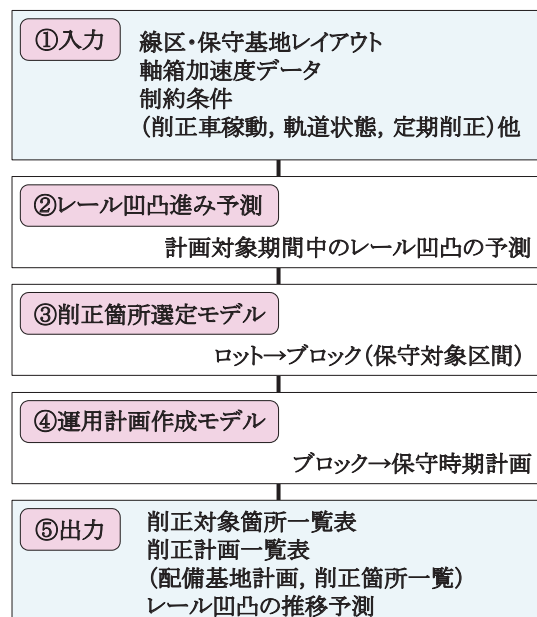 ①入力
線区・保守基地レイアウト
軸箱加速度データ
制約条件
(削正車稼動, 軌道状態, 定期削正)他
②レール凹凸進み予測
計画対象期間中のレール凹凸の予測
③削正箇所選定モデル
ロット→ブロック(保守対象区間)
④運用計画作成モデル
ブロック→保守時期計画
⑤出力
削正対象箇所一覧表
削正計画一覧表
(配備基地計画, 削正箇所一覧)
レール凹凸の推移予測